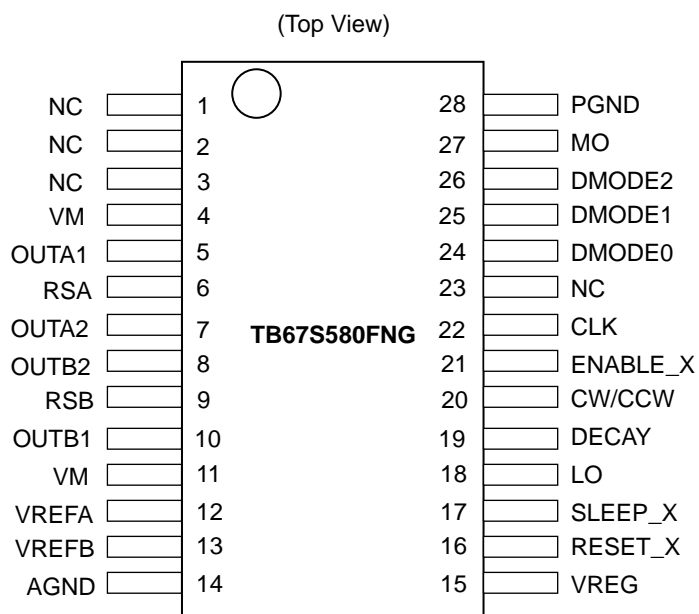 (Top View)
NC 1 28 PGND
NC 2 27 MO
NC 3 26 DMODE2
VM 4 25 DMODE1
OUTA1 5 24 DMODE0
RSA 6 23 NC
OUTA2 7 TB67S580FNG 22 CLK
OUTB2 8 21 ENABLE_X
RSB 9 20 CW/CCW
OUTB1 10 19 DECAY
VM 11 18 LO
VREFA 12 17 SLEEP_X
VREFB 13 16 RESET_X
AGND 14 15 VREG